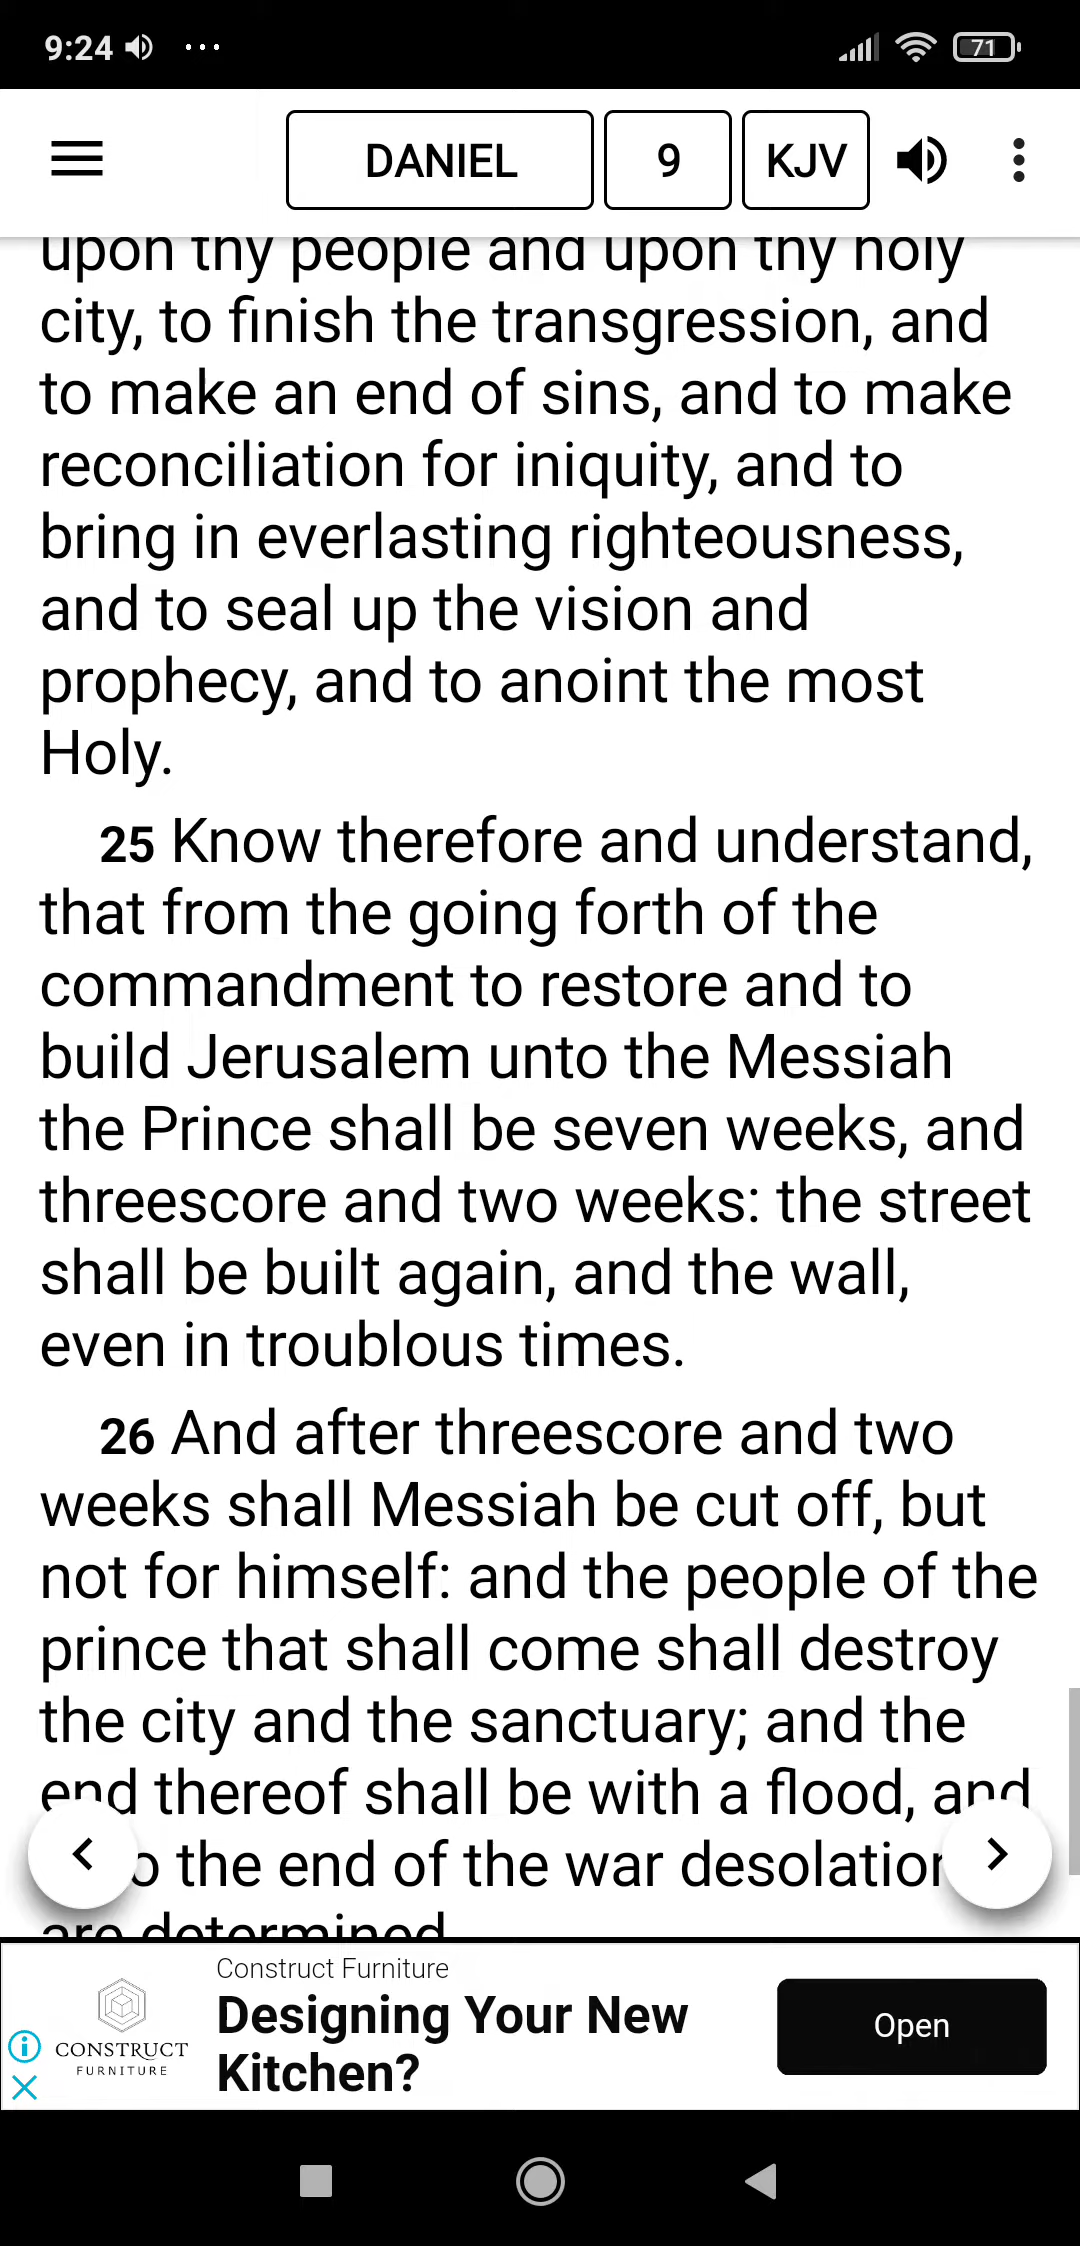 9:24
71
DANIEL 9 KJV
upon thy people and upon thy holy
city, to finish the transgression, and
to make an end of sins, and to make
reconciliation for iniquity, and to
bring in everlasting righteousness,
and to seal up the vision and
prophecy, and to anoint the most
Holy.
25 Know therefore and understand,
that from the going forth of the
commandment to restore and to
build Jerusalem unto the Messiah
the Prince shall be seven weeks, and
threescore and two weeks: the street
shall be built again, and the wall,
even in troublous times.
26 And after threescore and two
weeks shall Messiah be cut off, but
not for himself: and the people of the
prince that shall come shall destroy
the city and the sanctuary; and the
end thereof shall be with a flood, and
the end of the war
are determined
Construct Furniture
Designing Your New
Kitchen?
Open
CONSTRUCT
FURNITURE